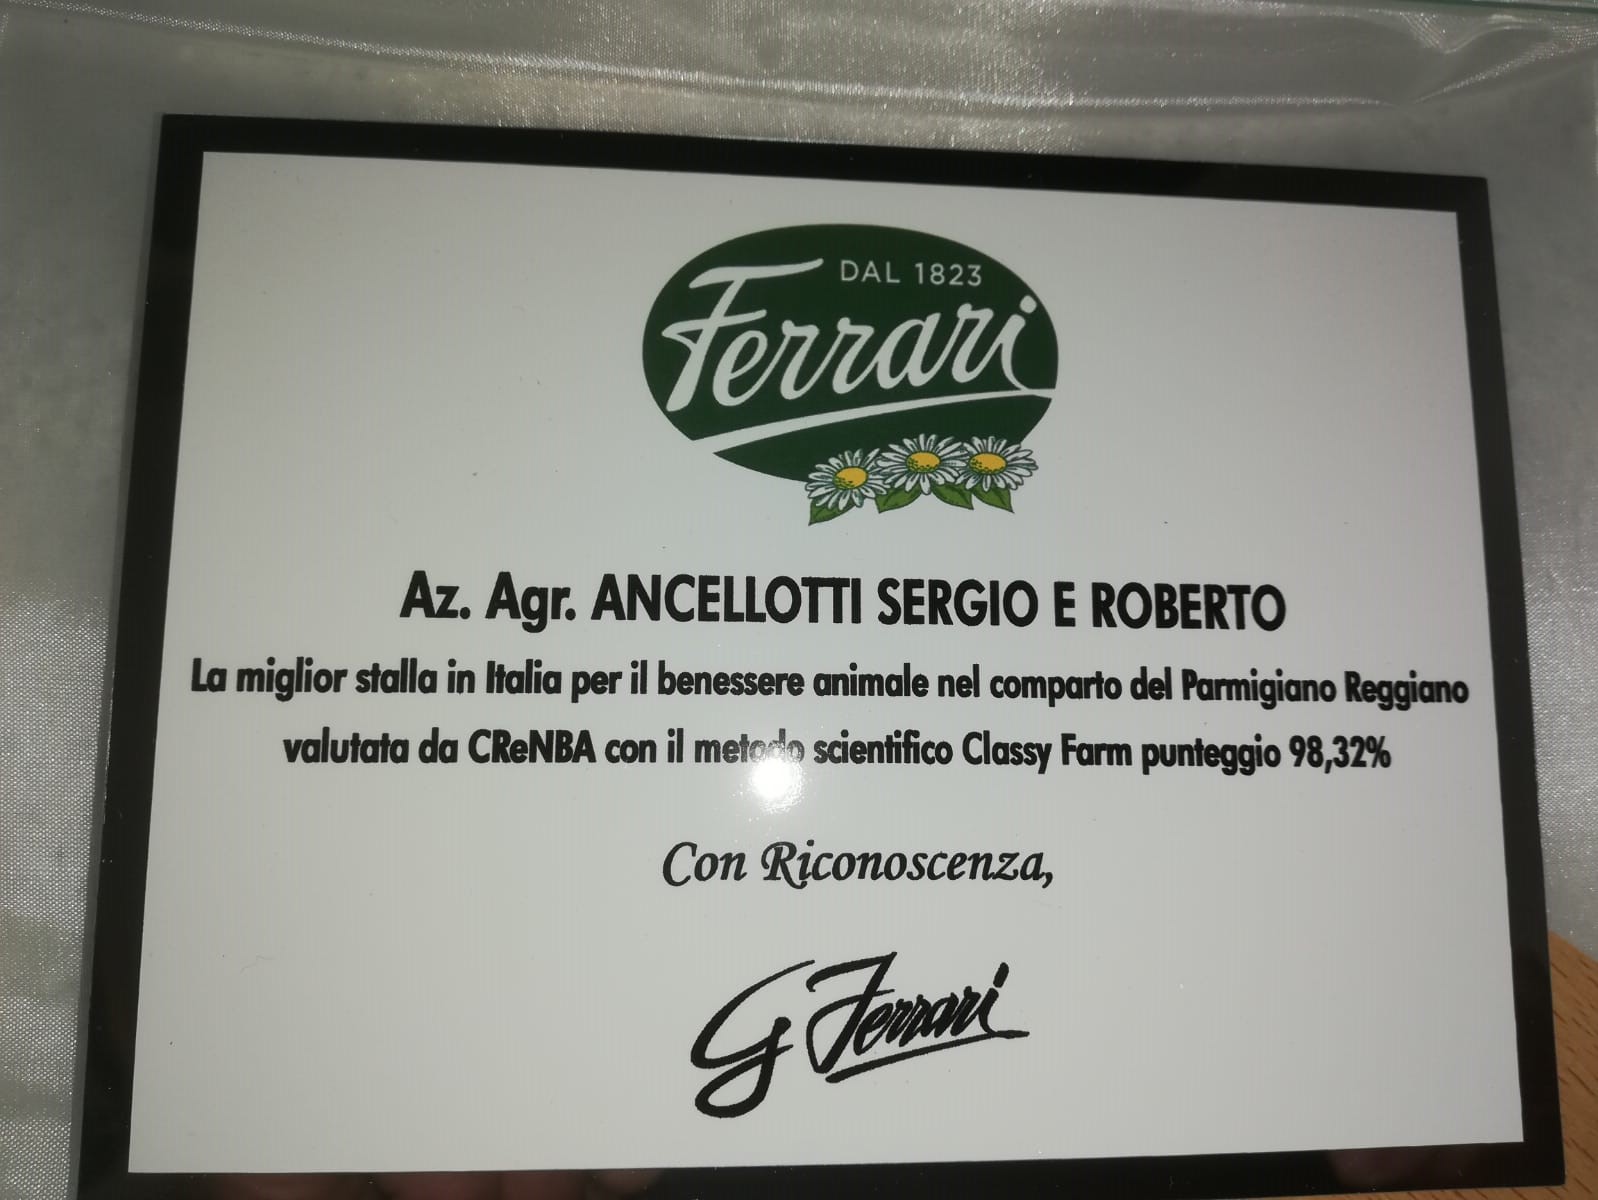 DAL 1823
Ferrari
Az. Agr. ANCELLOTTI SERGIO E ROBERTO
La miglior stalla in Italia per il benessere animale nel comparto del Parmigiano Reggiano
valutata da CReNBA con il metodo scientifico Classy Farm punteggio 98,32%
Con Riconoscenza,
G Ferrari